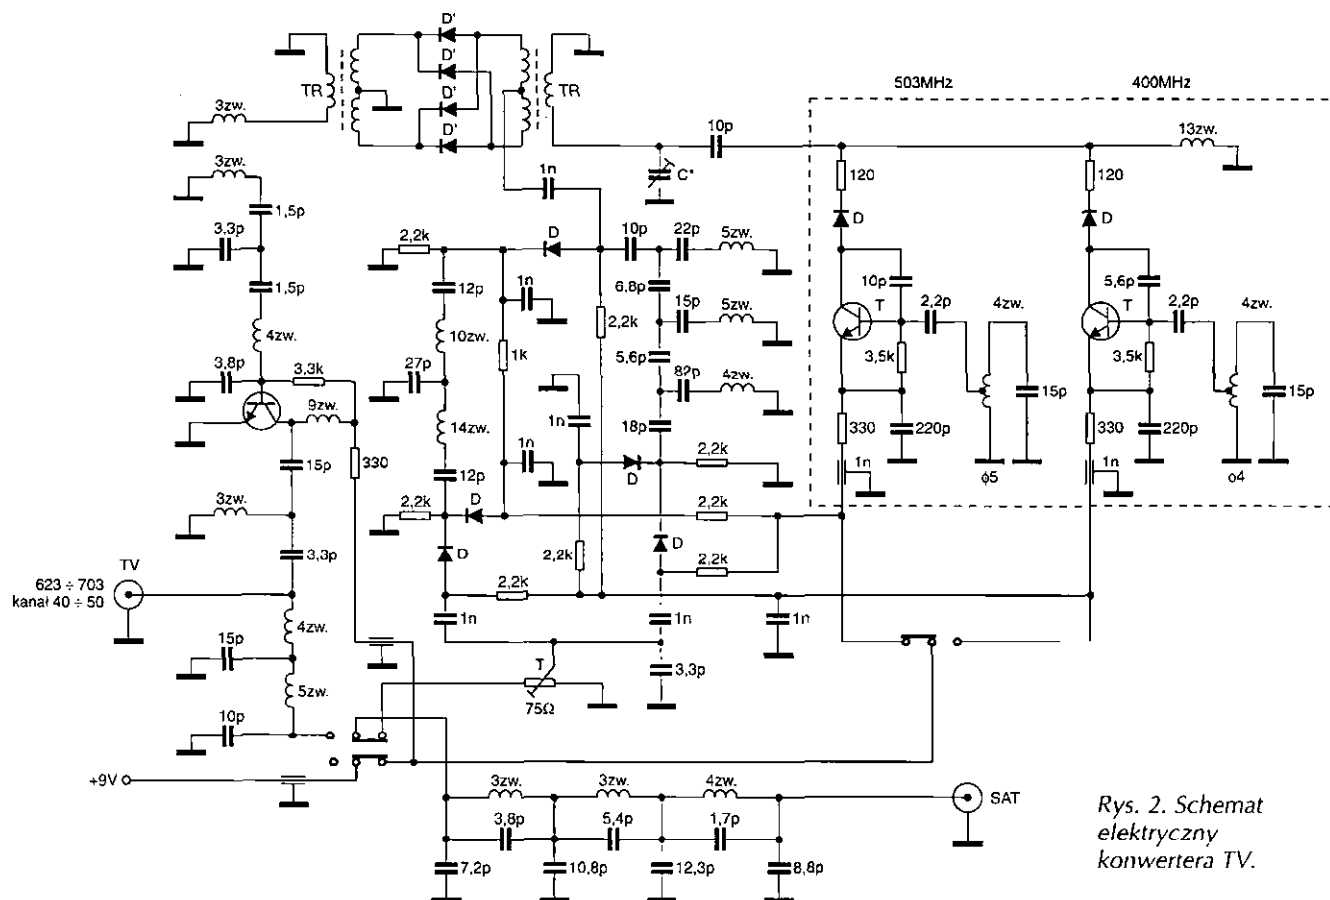 D'
D'
D'
D'
TR
TR
503MHz
400MHz
3zw.
10p
13zw.
3zw.
1n
C*
120
120
1,5p
D
D
3,3p
2,2k
D
10p
22p
5zw.
10p
5,6p
1,5p
12p
1n
6,8p
T
2,2p
4zw.
T
2,2p
4zw.
15p
5zw.
4zw.
10zw.
1k
2,2k
3,5k
3,5k
3,8p
3,3k
27p
5,6p
82p
4zw.
15p
15p
9zw.
14zw.
1n
18p
330
220p
330
220p
15p
330
12p
1n
D
2,2k
1n
1n
ϕ5
o4
3zw.
2,2k
D
2,2k
3,3p
D
2,2k
D
2,2k
TV
623 ÷ 703
kanał 40 ÷ 50
2,2k
1n
1n
1n
4zw.
15p
T
75Ω
3,3p
5zw.
10p
+9V
3zw.
3zw.
4zw.
SAT
3,8p
5,4p
1,7p
7,2p
10,8p
12,3p
8,8p
Rys. 2. Schemat
elektryczny
konwertera TV.